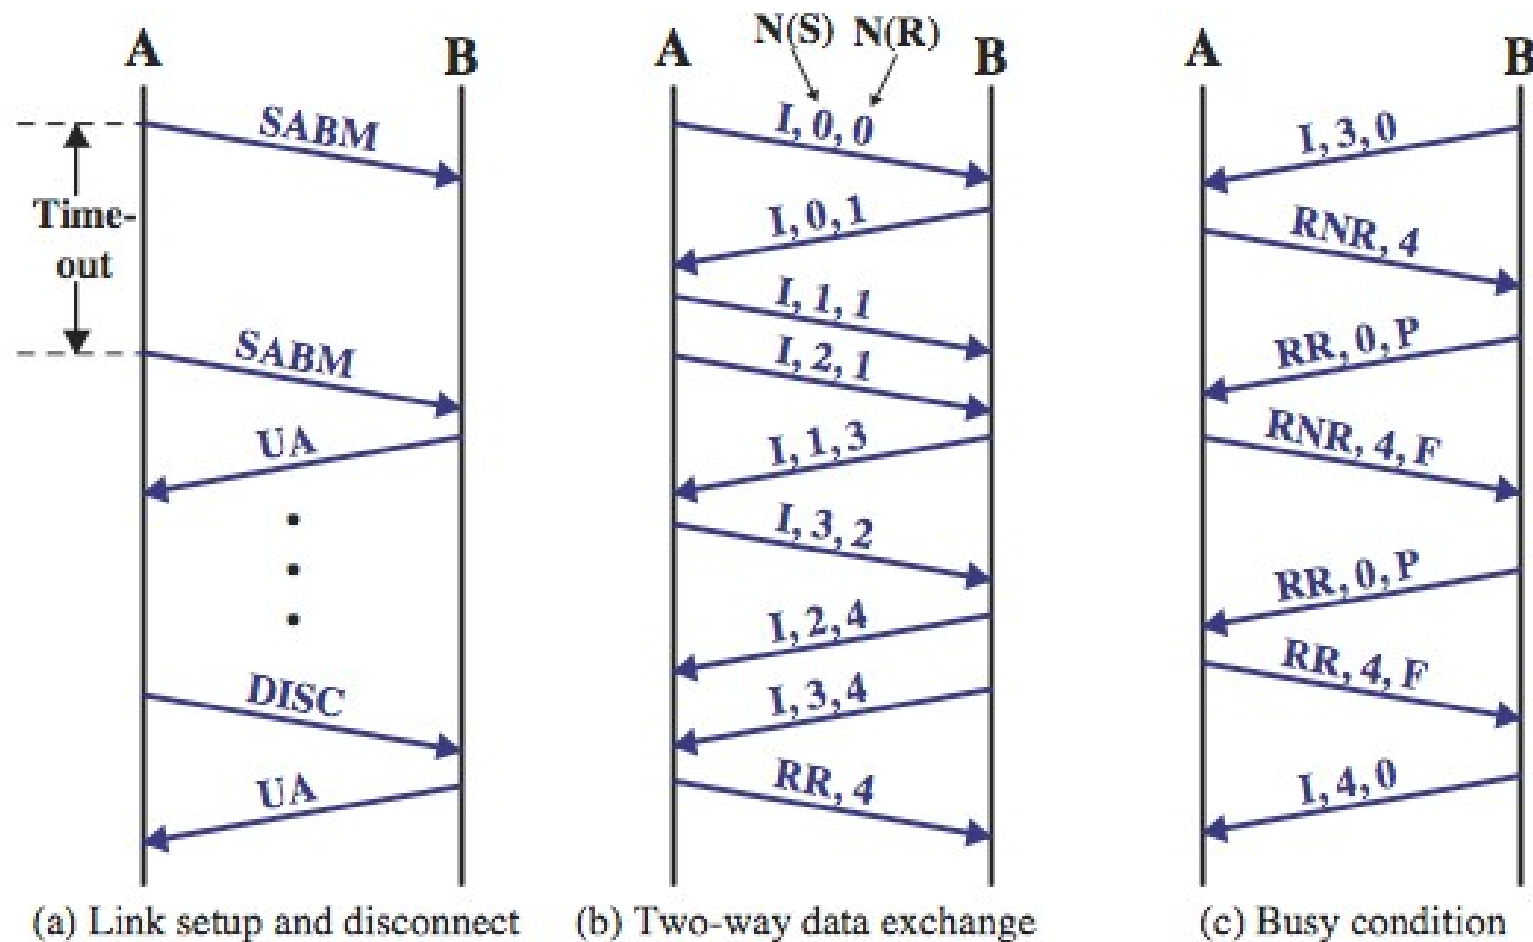 A
B
SABM
Time-
out
SABM
UA
DISC
UA
(a) Link setup and disconnect
N(S) N(R)
A
B
I, 0, 0
I, 0, 1
I, 1, 1
I, 2, 1
I, 1, 3
I, 3, 2
I, 2, 4
I, 3, 4
RR, 4
(b) Two-way data exchange
A
B
I, 3, 0
RNR, 4
RR, 0, P
RNR, 4, F
RR, 0, P
RR, 4, F
I, 4, 0
(c) Busy condition